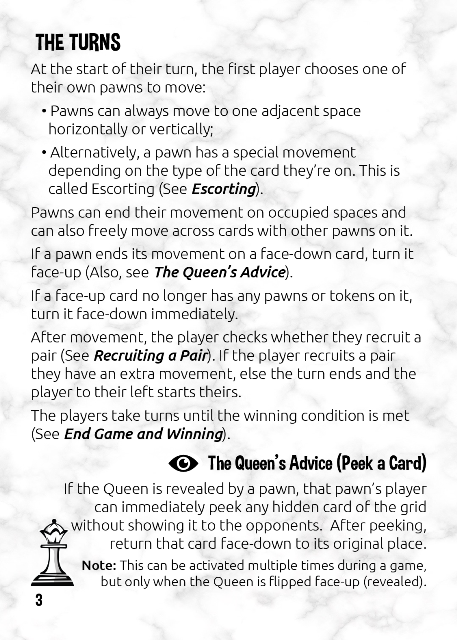 THE TURNS
At the start of their turn, the first player chooses one of
their own pawns to move:
• Pawns can always move to one adjacent space
horizontally or vertically;
• Alternatively, a pawn has a special movement
depending on the type of the card they're on. This is
called Escorting (See Escorting).
Pawns can end their movement on occupied spaces and
can also freely move across cards with other pawns on it.
If a pawn ends its movement on a face-down card, turn it
face-up (Also, see The Queen's Advice).
If a face-up card no longer has any pawns or tokens on it,
turn it face-down immediately.
After movement, the player checks whether they recruit a
pair (See Recruiting a Pair). If the player recruits a pair
they have an extra movement, else the turn ends and the
player to their left starts theirs.
The players take turns until the winning condition is met
(See End Game and Winning).
The Queen's Advice (Peek a Card)
If the Queen is revealed by a pawn, that pawn's player
can immediately peek any hidden card of the grid
without showing it to the opponents. After peeking,
return that card face-down to its original place.
Note: This can be activated multiple times during a game,
but only when the Queen is flipped face-up (revealed).
3